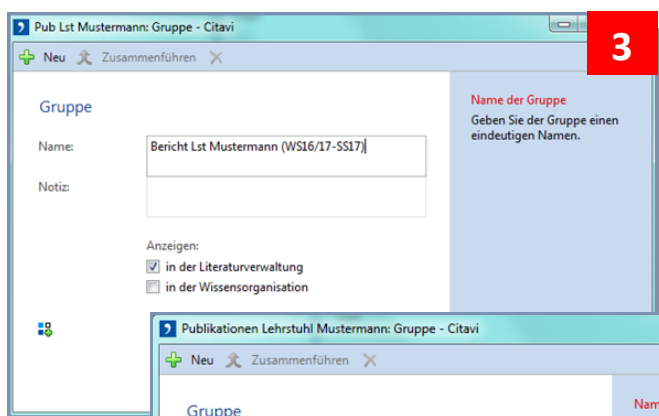 Pub Lst Mustermann: Gruppe - Citavi
3
Neu Zusammenführen
Gruppe
Name: Bericht Lst Mustermann (WS16/17-SS17)
Notiz:
Anzeigen:
in der Literaturverwaltung
in der Wissensorganisation
Name der Gruppe
Geben Sie der Gruppe einen
eindeutigen Namen.
Publikationen Lehrstuhl Mustermann: Gruppe - Citavi
Neu Zusammenführen
Gruppe
Nam